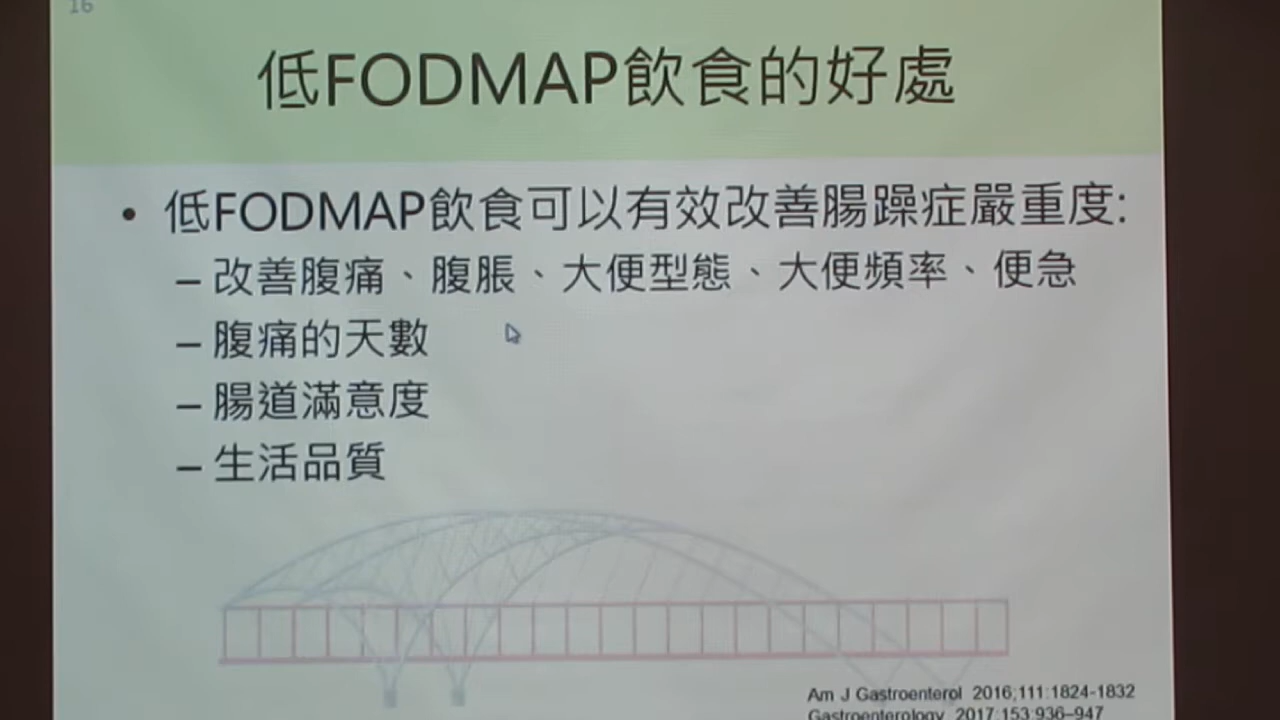 16
低FODMAP飲食的好處
• 低FODMAP飲食可以有效改善腸躁症嚴重度:
– 改善腹痛、腹脹、大便型態、大便頻率、便急
– 腹痛的天數
– 腸道滿意度
– 生活品質
Am J Gastroenterol 2016;111:1824-1832
Gastroenterology 2017;153:936–947